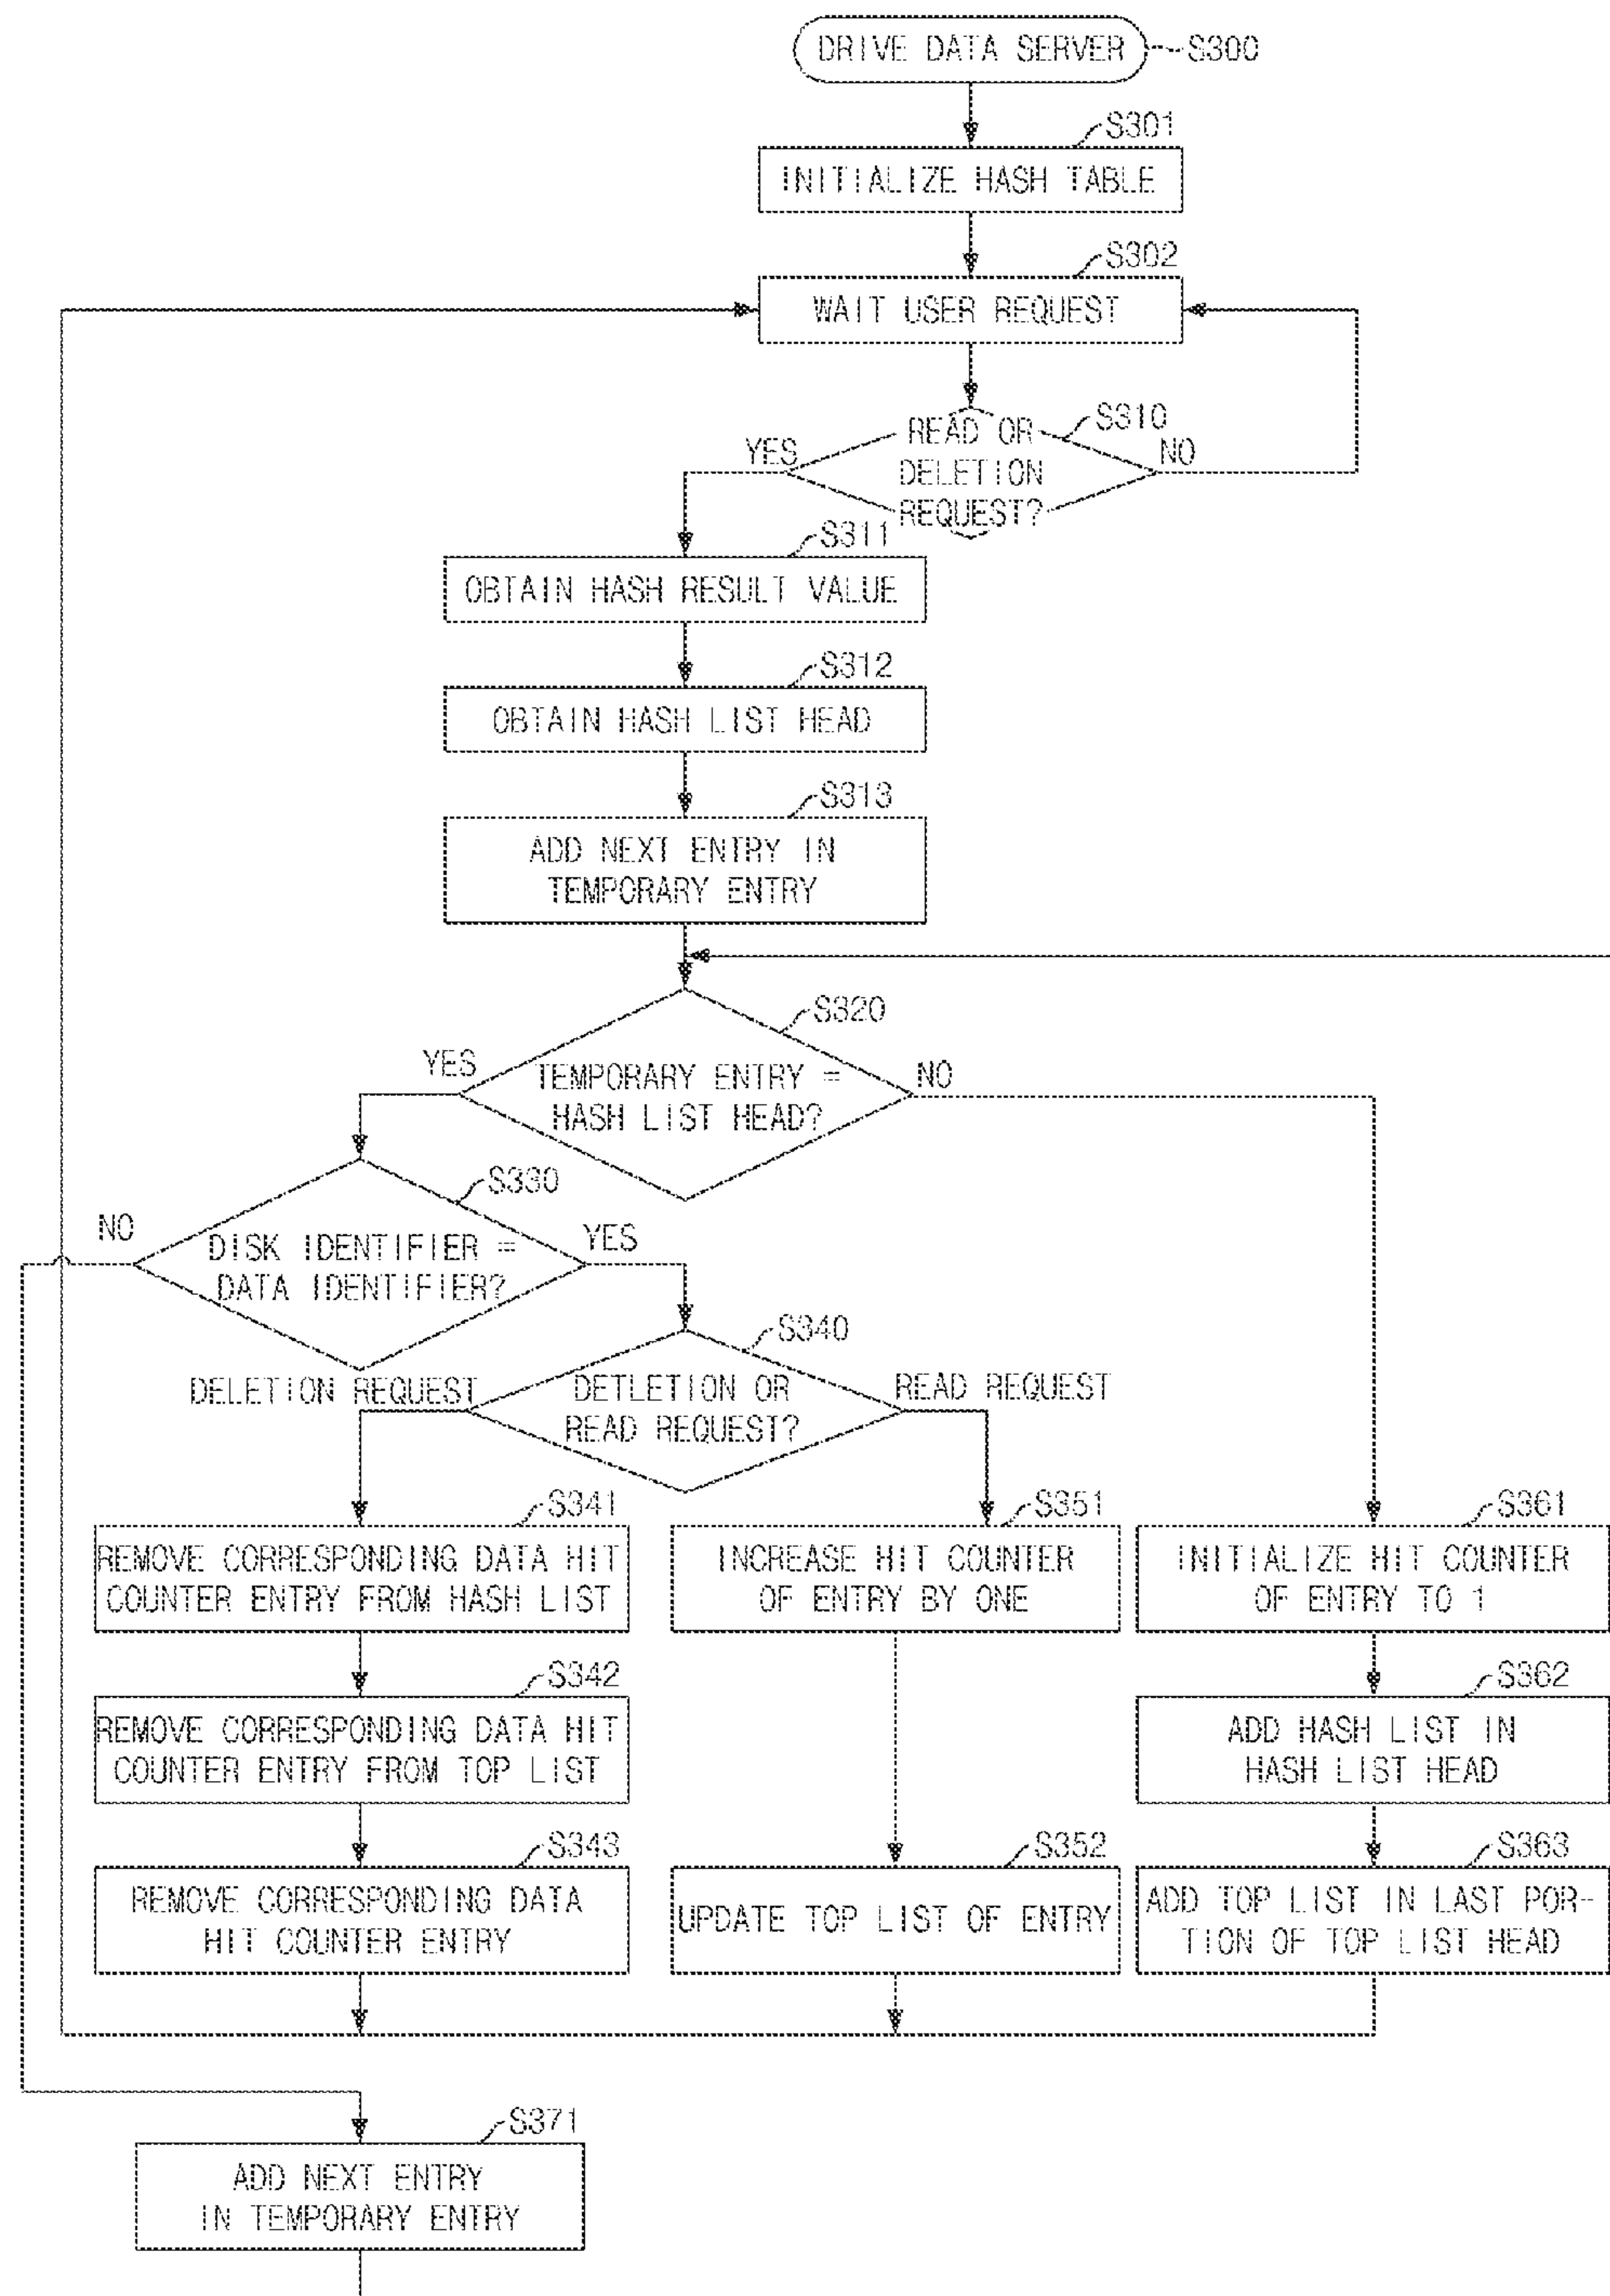 DRIVE DATA SERVER
S300
S301
INITIALIZE HASH TABLE
S302
WAIT USER REQUEST
S310
READ OR
DELETION
REQUEST?
YES
NO
S311
OBTAIN HASH RESULT VALUE
S312
OBTAIN HASH LIST HEAD
S313
ADD NEXT ENTRY IN
TEMPORARY ENTRY
S320
YES
TEMPORARY ENTRY =
HASH LIST HEAD?
NO
S330
NO
DISK IDENTIFIER =
DATA IDENTIFIER?
YES
S340
DELETION REQUEST
DETLETION OR
READ REQUEST?
READ REQUEST
S341
REMOVE CORRESPONDING DATA HIT
COUNTER ENTRY FROM HASH LIST
S351
INCREASE HIT COUNTER
OF ENTRY BY ONE
S361
INITIALIZE HIT COUNTER
OF ENTRY TO 1
S342
REMOVE CORRESPONDING DATA HIT
COUNTER ENTRY FROM TOP LIST
S362
ADD HASH LIST IN
HASH LIST HEAD
S343
REMOVE CORRESPONDING DATA
HIT COUNTER ENTRY
S352
UPDATE TOP LIST OF ENTRY
S363
ADD TOP LIST IN LAST POR-
TION OF TOP LIST HEAD
S371
ADD NEXT ENTRY
IN TEMPORARY ENTRY